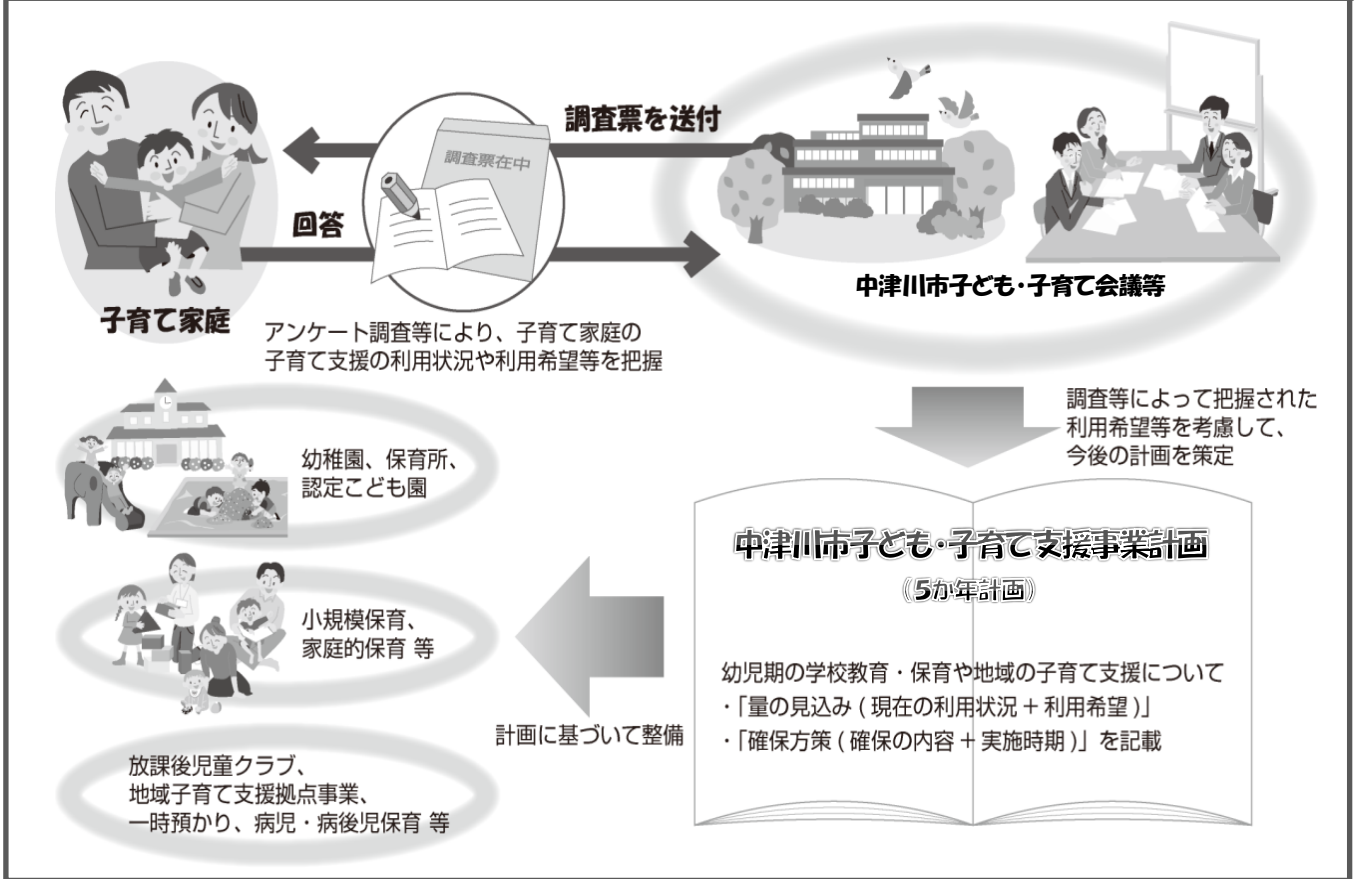 調査票を送付
調査票在中
回答
子育て家庭
中津川市子ども・子育て会議等
アンケート調査等により、子育て家庭の
子育て支援の利用状況や利用希望等を把握
調査等によって把握された
利用希望等を考慮して、
今後の計画を策定
中津川市子ども・子育て支援事業計画
(5か年計画)
幼児期の学校教育・保育や地域の子育て支援について
・「量の見込み(現在の利用状況+利用希望)」
・「確保方策(確保の内容+実施時期)」を記載
計画に基づいて整備
幼稚園、保育所、
認定こども園
小規模保育、
家庭的保育 等
放課後児童クラブ、
地域子育て支援拠点事業、
一時預かり、病児・病後児保育 等